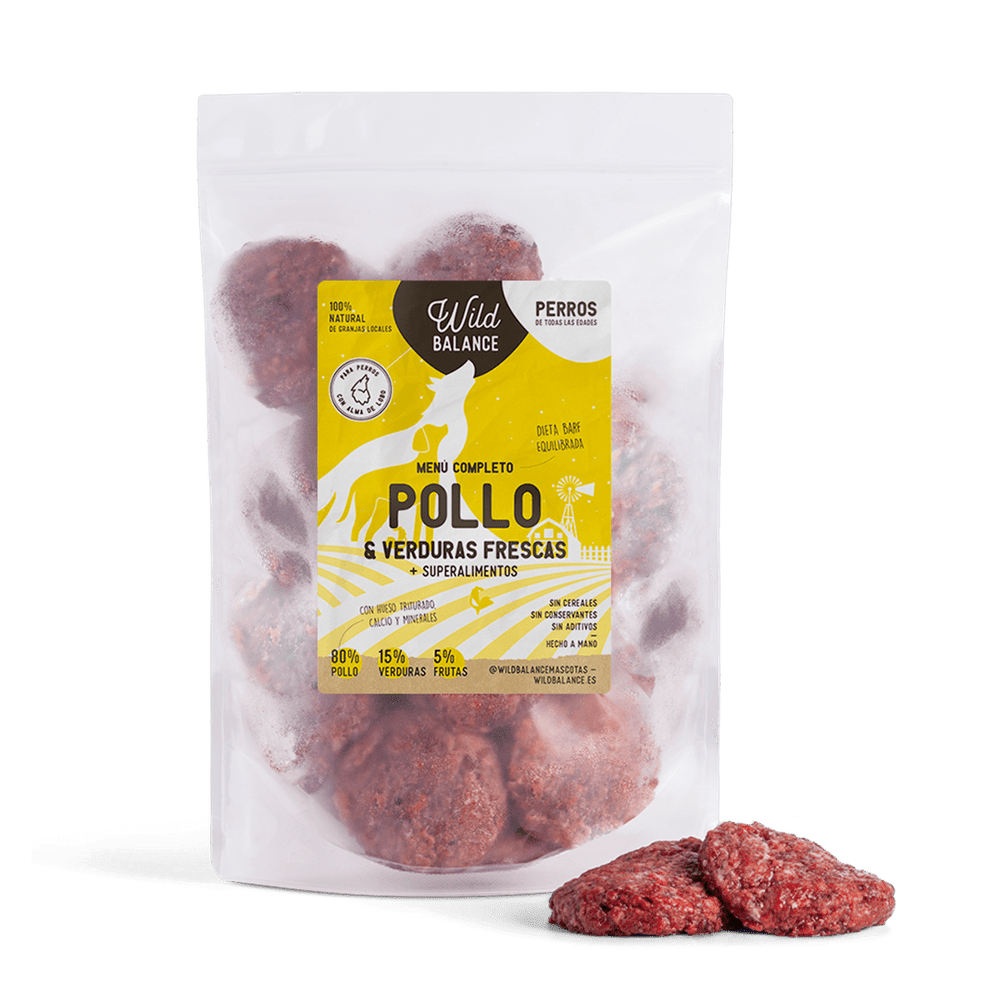 100%
NATURAL
DE GRANJAS LOCALES
Wild
BALANCE
PERROS
DE TODAS LAS EDADES
PARA PERROS
CON ALMA DE LOBO
DIETA BARF
EQUILIBRADA
MENÚ COMPLETO
POLLO
& VERDURAS FRESCAS
+ SUPERALIMENTOS
CON HUESO TRITURADO,
CALCIO Y MINERALES
SIN CEREALES
SIN CONSERVANTES
SIN ADITIVOS
—
HECHO A MANO
80% 15% 5%
POLLO VERDURAS FRUTAS
@WILDBALANCEMASCOTAS —
WILDBALANCE.ES